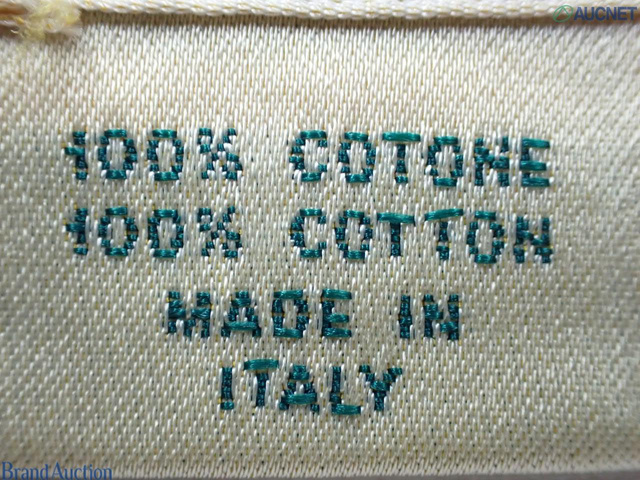 AUCNET
100% COTONE
100% COTTON
MADE IN
ITALY
BrandAuction